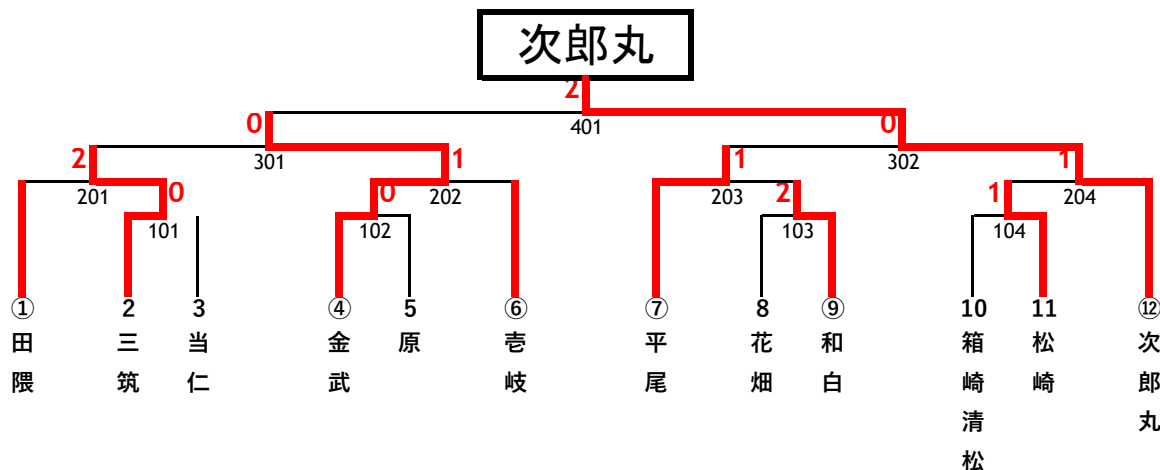 次郎丸
2
401
0
0
301
302
2
1
1
1
201
202
203
204
0
0
2
1
101
102
103
104
①
2
3
④
5
⑥
⑦
8
⑨
10
11
⑫
田隈
三筑
当仁
金武
原
壱岐
平尾
花畑
和白
箱崎清松
松崎
次郎丸